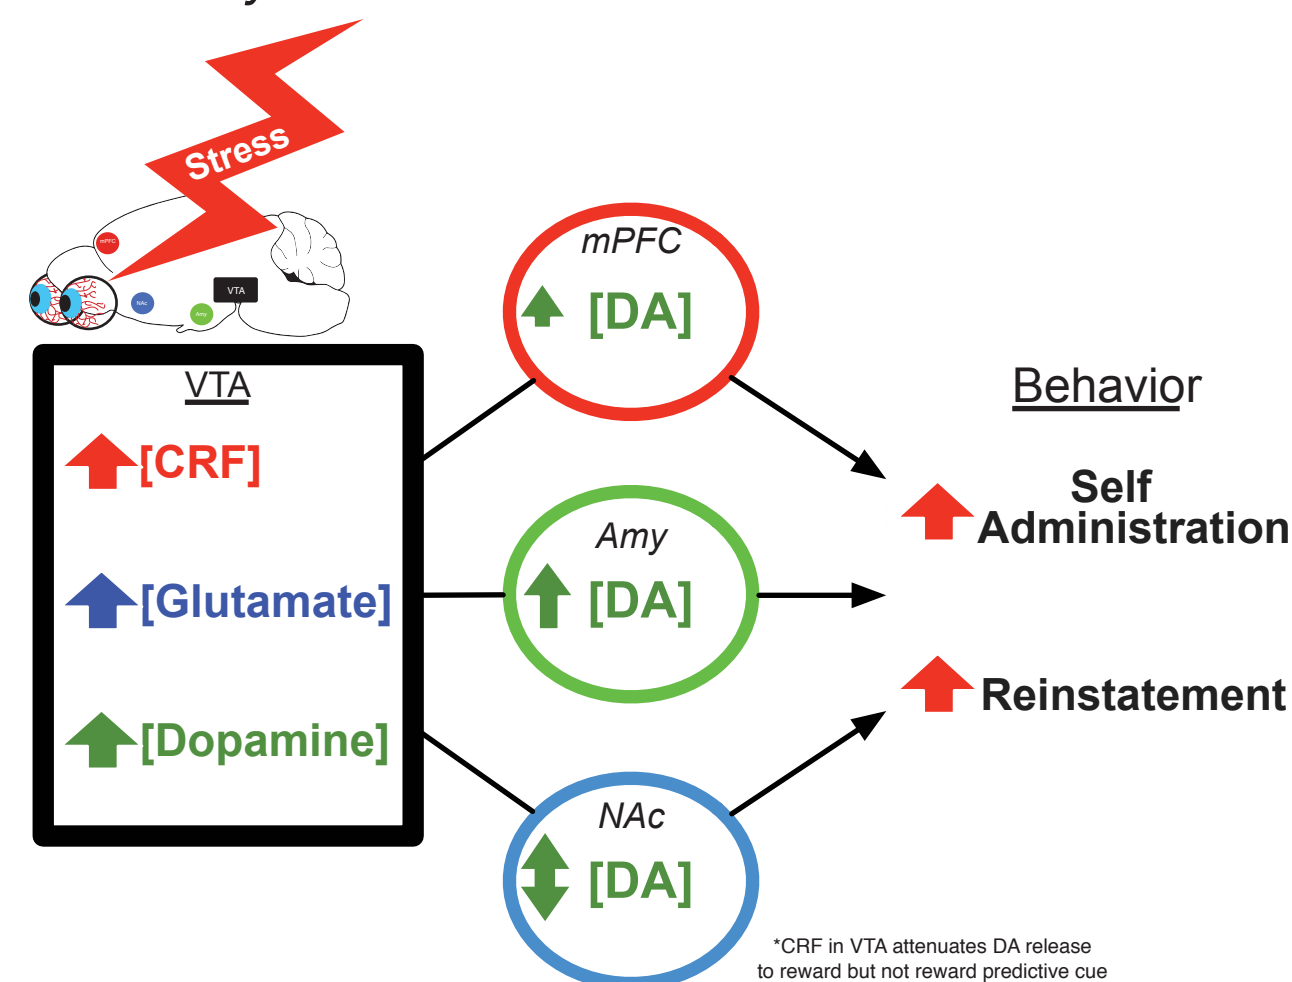 Stress
mPFC
NAc
Amy
VTA
VTA
[CRF]
[Glutamate]
[Dopamine]
mPFC
[DA]
Amy
[DA]
NAc
[DA]
Behavior
Self
Administration
Reinstatement
*CRF in VTA attenuates DA release
to reward but not reward predictive cue